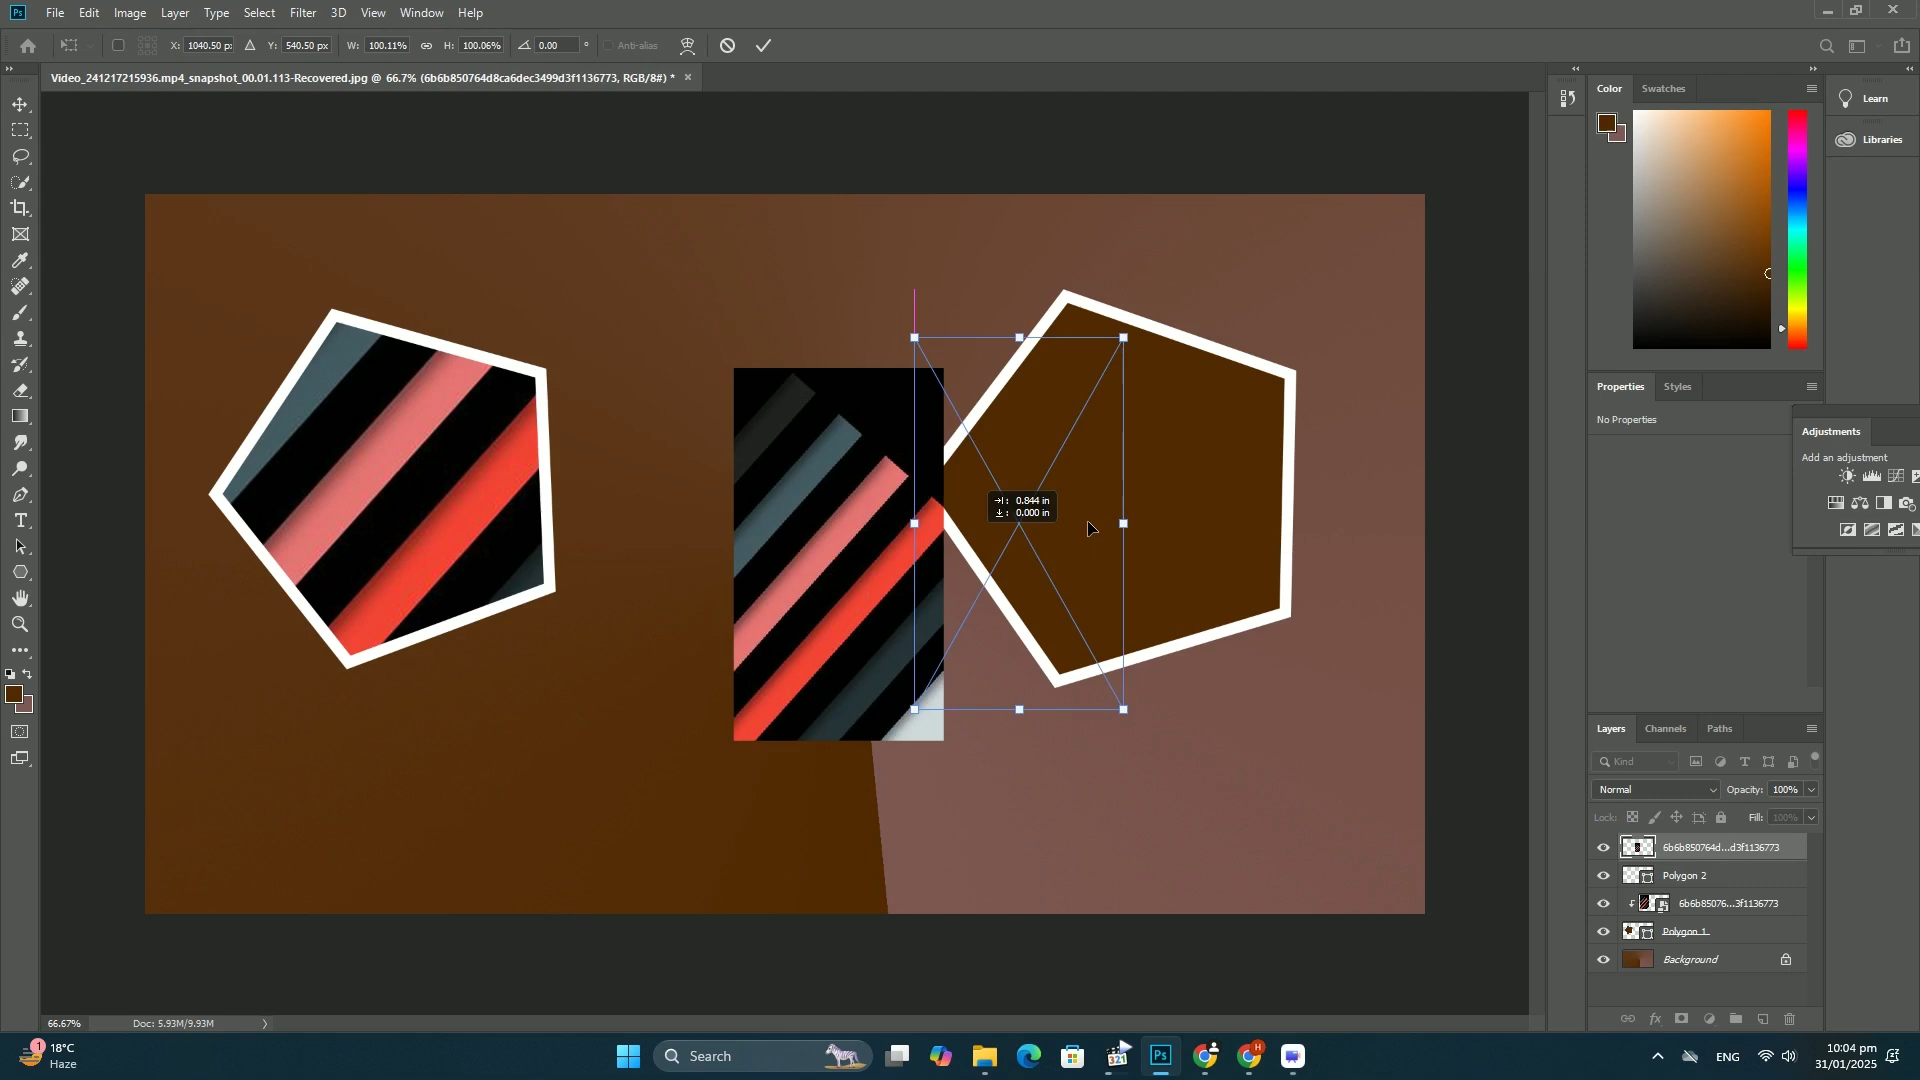 Ps File Edit Image Layer Type Select Filter 3D View Window Help
X: 1040.50 p: Y: 540.50 px W: 100.11% H: 100.06% 0.00 ° Anti-alias
Video_241217215936.mp4_snapshot_00.01.113-Recovered.jpg @ 66.7% (6b6b850764d8ca6dec3499d3f1136773, RGB/8#) *
Color Swatches
Learn
Libraries
Properties Styles
No Properties
Adjustments
Add an adjustment
0.844 in
0.000 in
Layers Channels Paths
Kind
Normal Opacity: 100%
Lock: Fill: 100%
6b6b850764d...d3f1136773
Polygon 2
6b6b85076...3f1136773
Polygon 1
Background
66.67% Doc: 5.93M/9.93M
1 18°C
Haze
Search
321
Ps
H
ENG
10:04 pm
31/01/2025